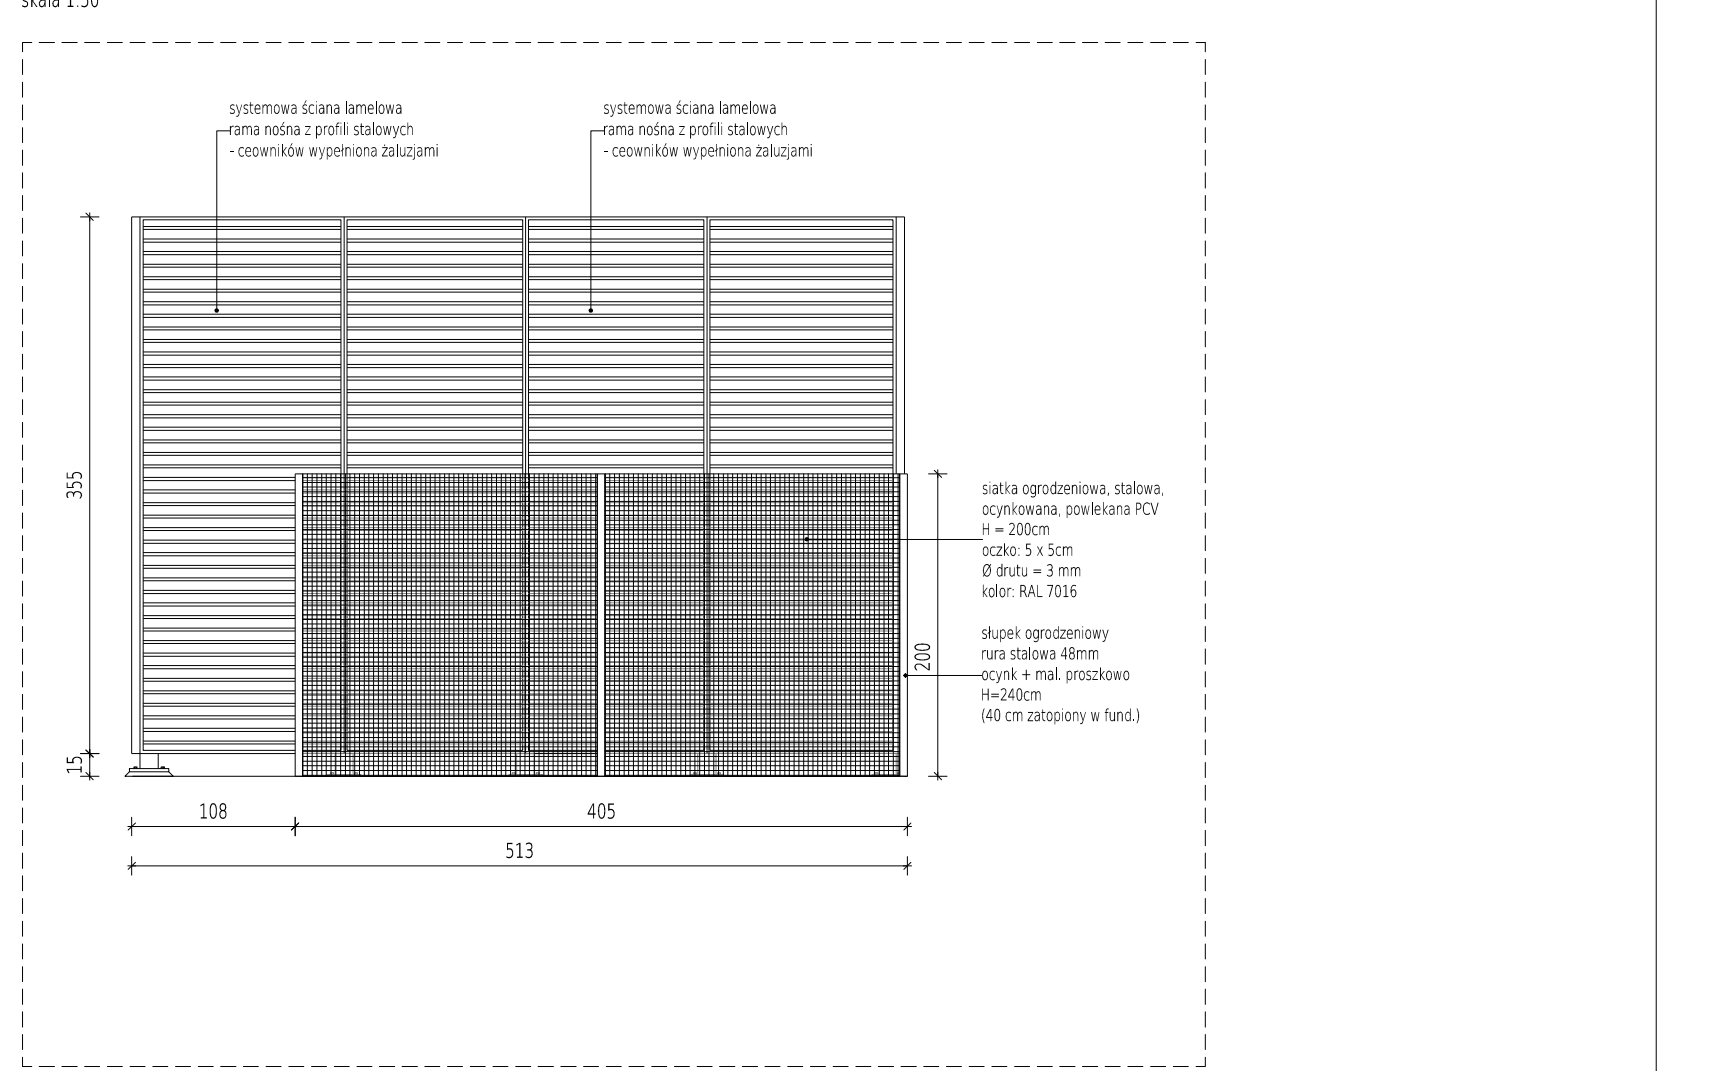 skala 1:50
systemowa ściana lamelowa
rama nośna z profili stalowych
- ceowników wypełniona żaluzjami
systemowa ściana lamelowa
rama nośna z profili stalowych
- ceowników wypełniona żaluzjami
355
15
siatka ogrodzeniowa, stalowa,
ocynkowana, powlekana PCV
H = 200cm
oczko: 5 x 5cm
Ø drutu = 3 mm
kolor: RAL 7016
200
słupek ogrodzeniowy
rura stalowa 48mm
ocynk + mal. proszkowo
H=240cm
(40 cm zatopiony w fund.)
108
405
513